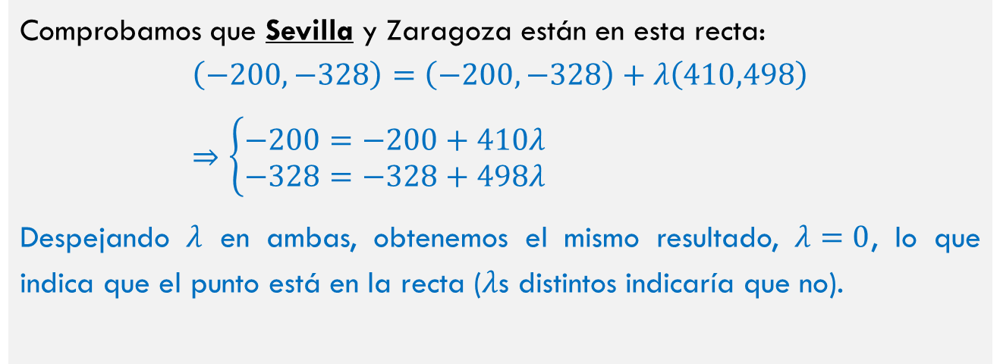 Comprobamos que Sevilla y Zaragoza están en esta recta:
(−200, −328) = (−200, −328) + λ(410,498)
⇒ {−200 = −200 + 410λ
−328 = −328 + 498λ
Despejando λ en ambas, obtenemos el mismo resultado, λ = 0, lo que
indica que el punto está en la recta (λs distintos indicaría que no).